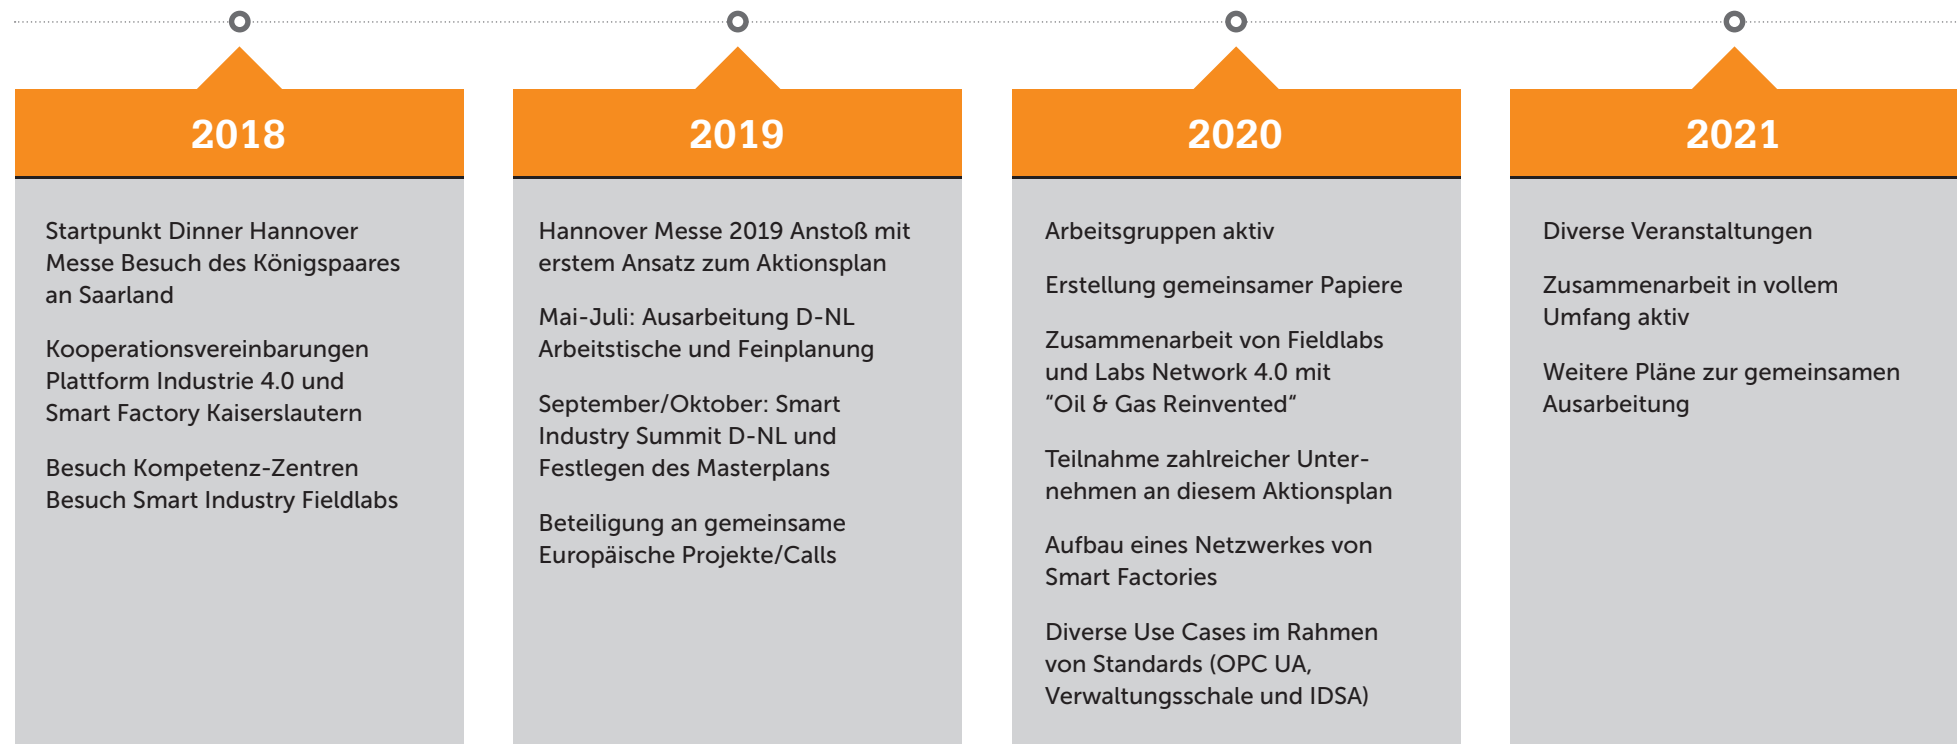 2018
Startpunkt Dinner Hannover
Messe Besuch des Königspaares
an Saarland
Kooperationsvereinbarungen
Plattform Industrie 4.0 und
Smart Factory Kaiserslautern
Besuch Kompetenz-Zentren
Besuch Smart Industry Fieldlabs
2019
Hannover Messe 2019 Anstoß mit
erstem Ansatz zum Aktionsplan
Mai-Juli: Ausarbeitung D-NL
Arbeitstische und Feinplanung
September/Oktober: Smart
Industry Summit D-NL und
Festlegen des Masterplans
Beteiligung an gemeinsame
Europäische Projekte/Calls
2020
Arbeitsgruppen aktiv
Erstellung gemeinsamer Papiere
Zusammenarbeit von Fieldlabs
und Labs Network 4.0 mit
“Oil & Gas Reinvented“
Teilnahme zahlreicher Unter-
nehmen an diesem Aktionsplan
Aufbau eines Netzwerkes von
Smart Factories
Diverse Use Cases im Rahmen
von Standards (OPC UA,
Verwaltungsschale und IDSA)
2021
Diverse Veranstaltungen
Zusammenarbeit in vollem
Umfang aktiv
Weitere Pläne zur gemeinsamen
Ausarbeitung